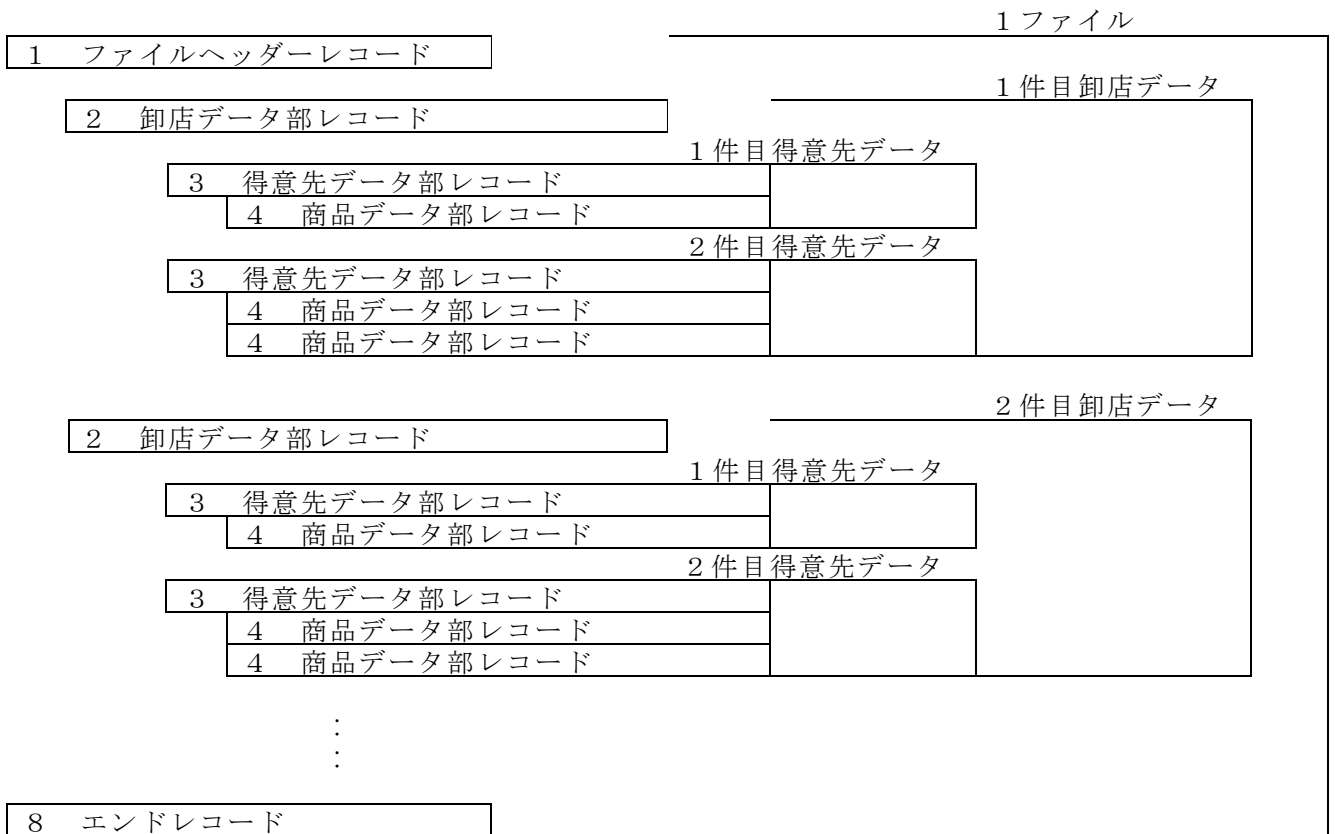 １ファイル
１　ファイルヘッダーレコード
１件目卸店データ
２　卸店データ部レコード
１件目得意先データ
３　得意先データ部レコード
４　商品データ部レコード
２件目得意先データ
３　得意先データ部レコード
４　商品データ部レコード
４　商品データ部レコード
２件目卸店データ
２　卸店データ部レコード
１件目得意先データ
３　得意先データ部レコード
４　商品データ部レコード
２件目得意先データ
３　得意先データ部レコード
４　商品データ部レコード
４　商品データ部レコード
：
：
８　エンドレコード